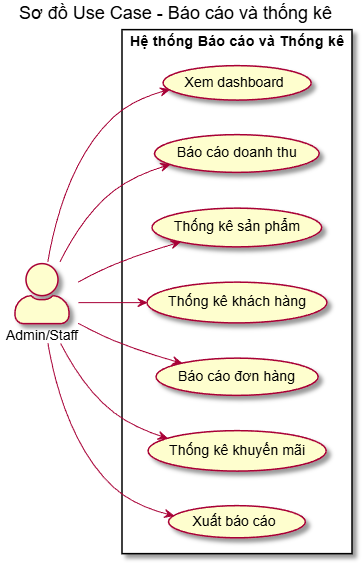 Sơ đồ Use Case - Báo cáo và thống kê
Hệ thống Báo cáo và Thống kê
Xem dashboard
Báo cáo doanh thu
Thống kê sản phẩm
Thống kê khách hàng
Admin/Staff
Báo cáo đơn hàng
Thống kê khuyến mãi
Xuất báo cáo